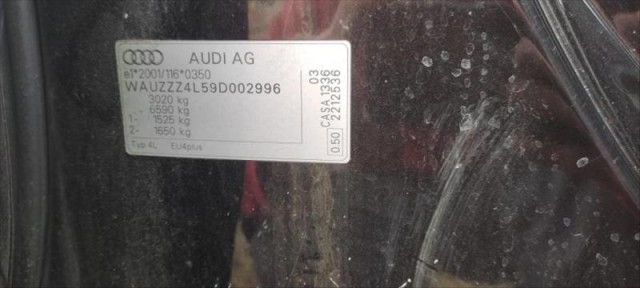 AUDI AG
e1*2001/116*0350
WAUZZZ4L59D002996
3020 kg
- 6590 kg
1- 1525 kg
2- 1650 kg
Typ 4L EU4plus
03
CASA 1336
2212536
0.50